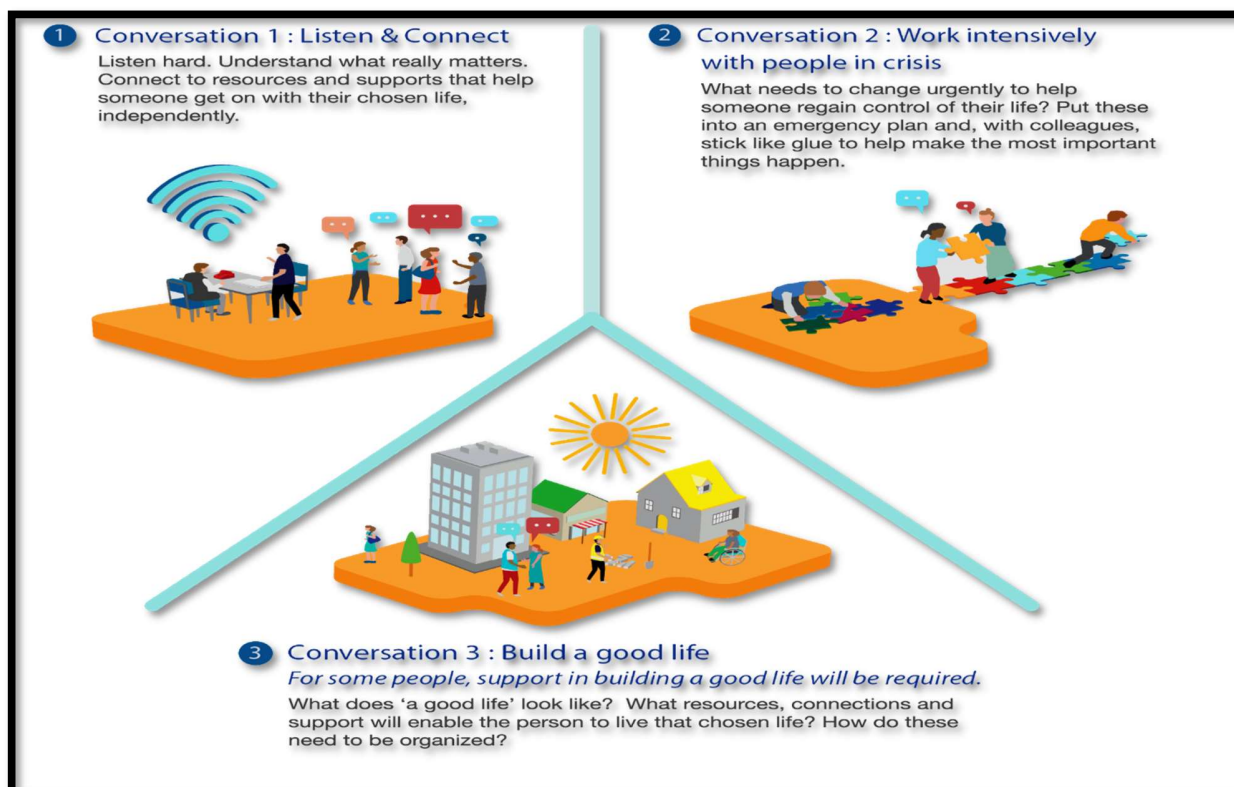 1 Conversation 1 : Listen & Connect
Listen hard. Understand what really matters.
Connect to resources and supports that help
someone get on with their chosen life,
independently.
2 Conversation 2 : Work intensively
with people in crisis
What needs to change urgently to help
someone regain control of their life? Put these
into an emergency plan and, with colleagues,
stick like glue to help make the most important
things happen.
3 Conversation 3 : Build a good life
For some people, support in building a good life will be required.
What does ‘a good life’ look like? What resources, connections and
support will enable the person to live that chosen life? How do these
need to be organized?